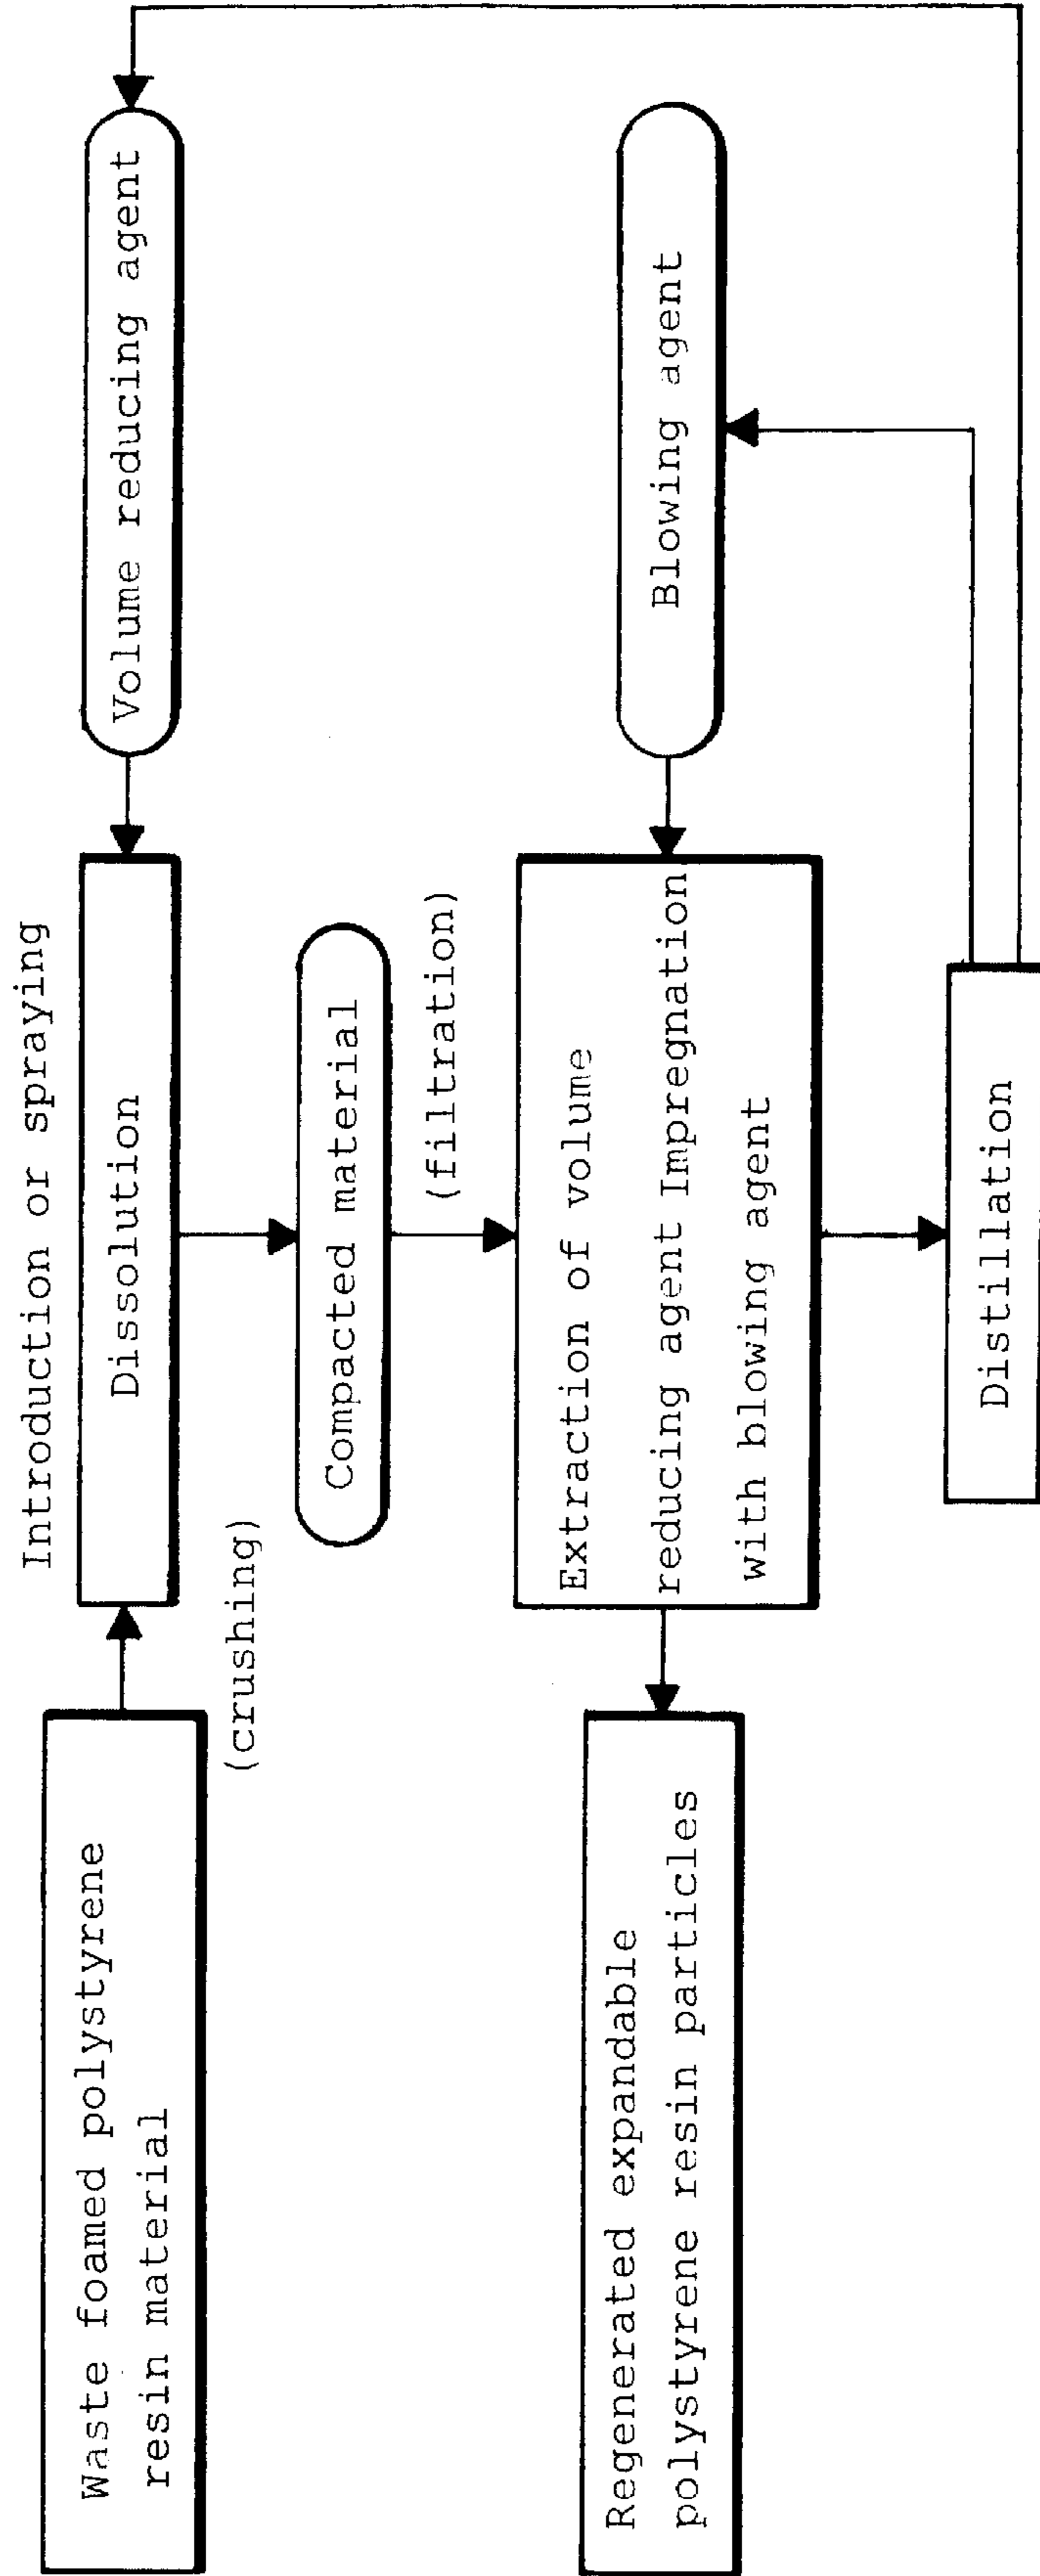 Introduction or spraying
Waste foamed polystyrene
resin material
Dissolution
Volume reducing agent
(crushing)
Compacted material
(filtration)
Regenerated expandable
polystyrene resin particles
Extraction of volume
reducing agent Impregnation
with blowing agent
Blowing agent
Distillation